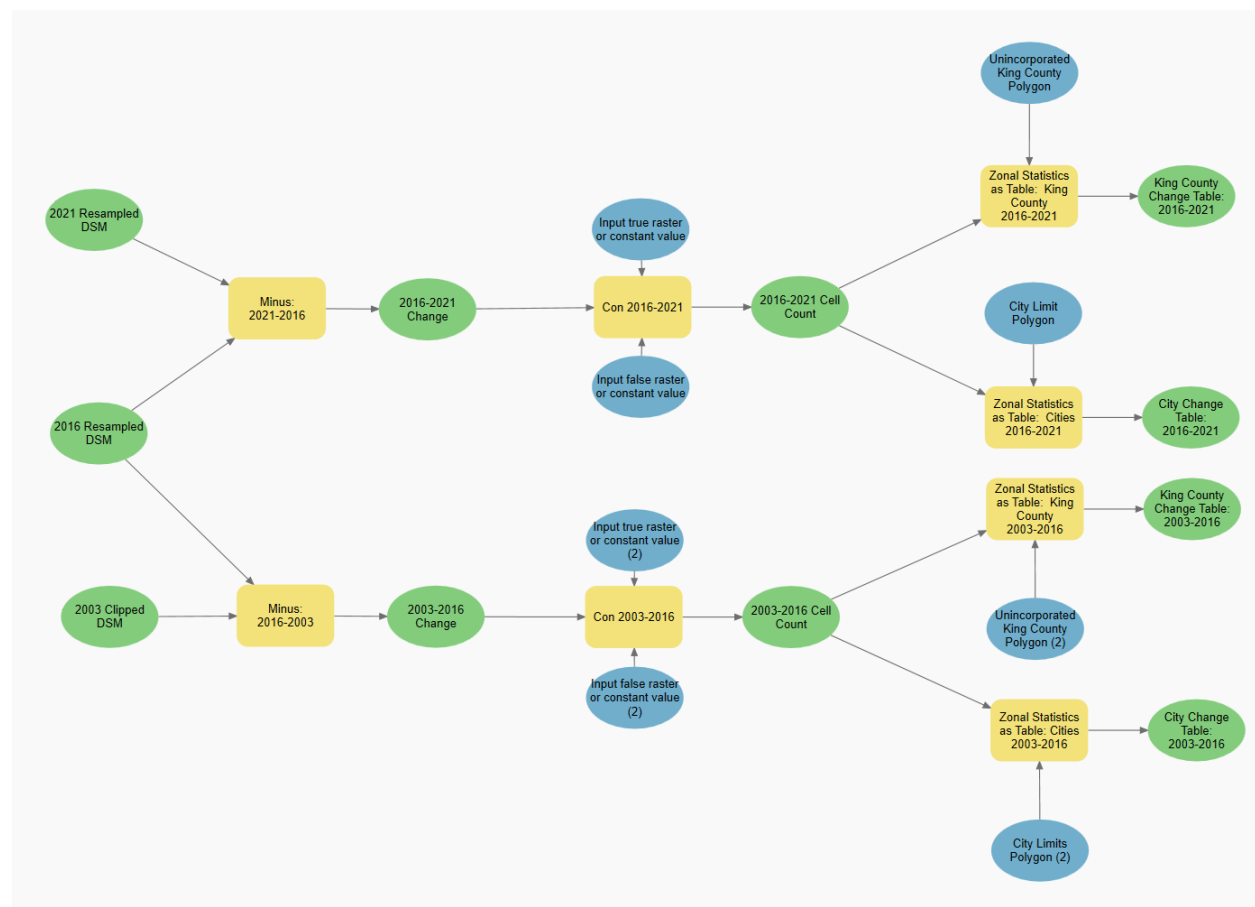 Unincorporated
King County
Polygon
Zonal Statistics
as Table:  King
County
2016-2021
King County
Change Table:
2016-2021
2021 Resampled
DSM
Input true raster
or constant value
Minus:
2021-2016
2016-2021
Change
Con 2016-2021
2016-2021 Cell
Count
City Limit
Polygon
Input false raster
or constant value
Zonal Statistics
as Table:  Cities
2016-2021
City Change
Table:
2016-2021
2016 Resampled
DSM
Zonal Statistics
as Table:  King
County
2003-2016
King County
Change Table:
2003-2016
Input true raster
or constant value
(2)
2003 Clipped
DSM
Minus:
2016-2003
2003-2016
Change
Con 2003-2016
2003-2016 Cell
Count
Unincorporated
King County
Polygon (2)
Input false raster
or constant value
(2)
Zonal Statistics
as Table: Cities
2003-2016
City Change
Table:
2003-2016
City Limits
Polygon (2)